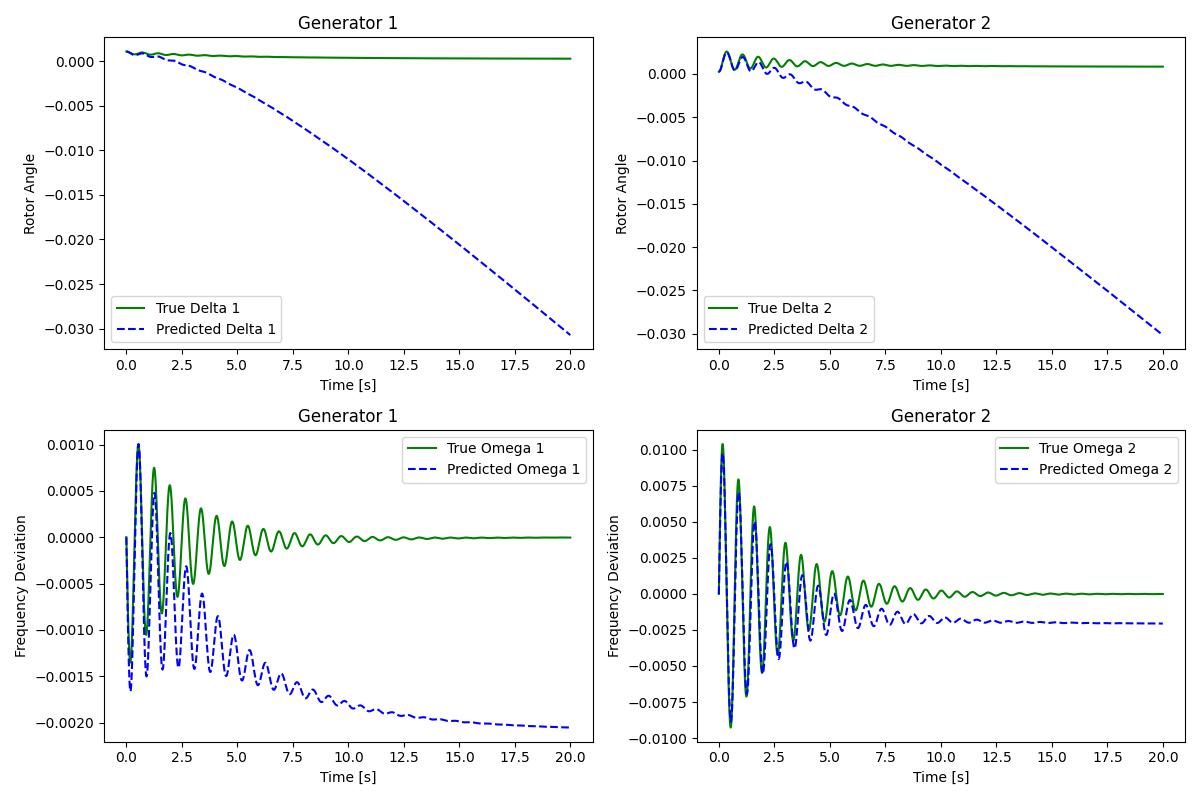 Generator 1
0.000
−0.005
−0.010
−0.015
−0.020
−0.025
−0.030
Rotor Angle
True Delta 1
Predicted Delta 1
0.0 2.5 5.0 7.5 10.0 12.5 15.0 17.5 20.0
Time [s]
Generator 2
0.000
−0.005
−0.010
−0.015
−0.020
−0.025
−0.030
Rotor Angle
True Delta 2
Predicted Delta 2
0.0 2.5 5.0 7.5 10.0 12.5 15.0 17.5 20.0
Time [s]
Generator 1
0.0010
0.0005
0.0000
−0.0005
−0.0010
−0.0015
−0.0020
Frequency Deviation
True Omega 1
Predicted Omega 1
0.0 2.5 5.0 7.5 10.0 12.5 15.0 17.5 20.0
Time [s]
Generator 2
0.0100
0.0075
0.0050
0.0025
0.0000
−0.0025
−0.0050
−0.0075
−0.0100
Frequency Deviation
True Omega 2
Predicted Omega 2
0.0 2.5 5.0 7.5 10.0 12.5 15.0 17.5 20.0
Time [s]